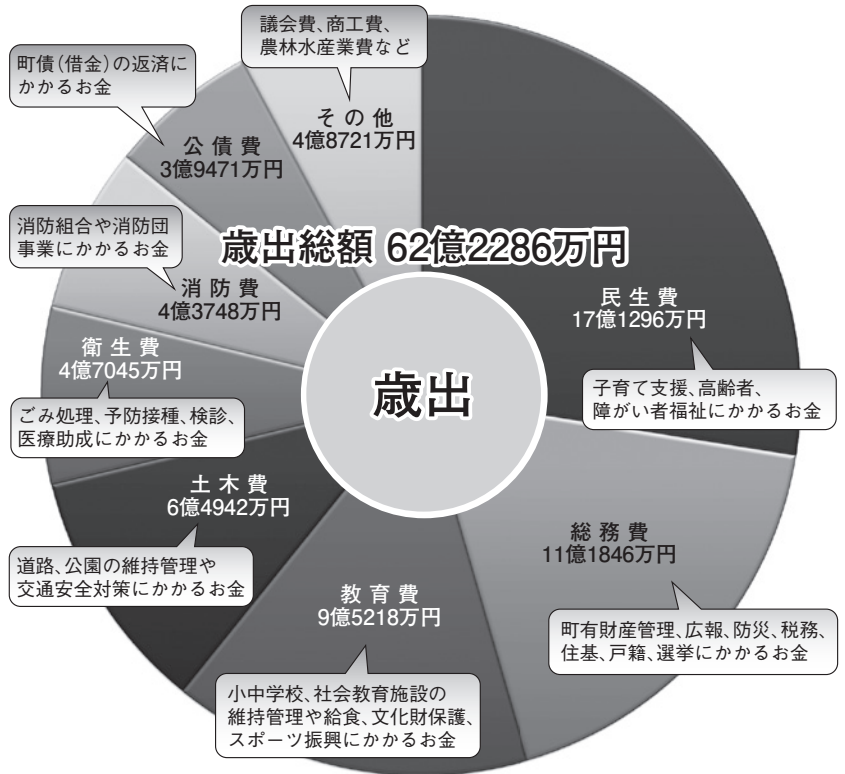 歳出総額 62億2286万円
歳出
民生費
17億1296万円
子育て支援、高齢者、
障がい者福祉にかかるお金
総務費
11億1846万円
町有財産管理、広報、防災、税務、
住基、戸籍、選挙にかかるお金
教育費
9億5218万円
小中学校、社会教育施設の
維持管理や給食、文化財保護、
スポーツ振興にかかるお金
土木費
6億4942万円
道路、公園の維持管理や
交通安全対策にかかるお金
衛生費
4億7045万円
ごみ処理、予防接種、検診、
医療助成にかかるお金
消防費
4億3748万円
消防組合や消防団
事業にかかるお金
公債費
3億9471万円
町債(借金)の返済に
かかるお金
その他
4億8721万円
議会費、商工費、
農林水産業費など